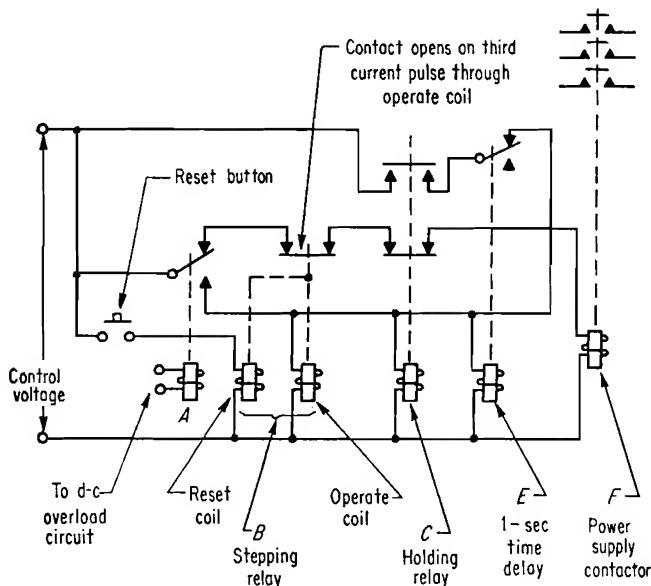 Contact opens on third
current pulse through
operate coil
Reset button
Control
voltage
A
To d-c
overload
circuit
Reset
coil
B
Stepping
relay
Operate
coil
C
Holding
relay
E
1-sec
time
delay
F
Power
supply
contactor